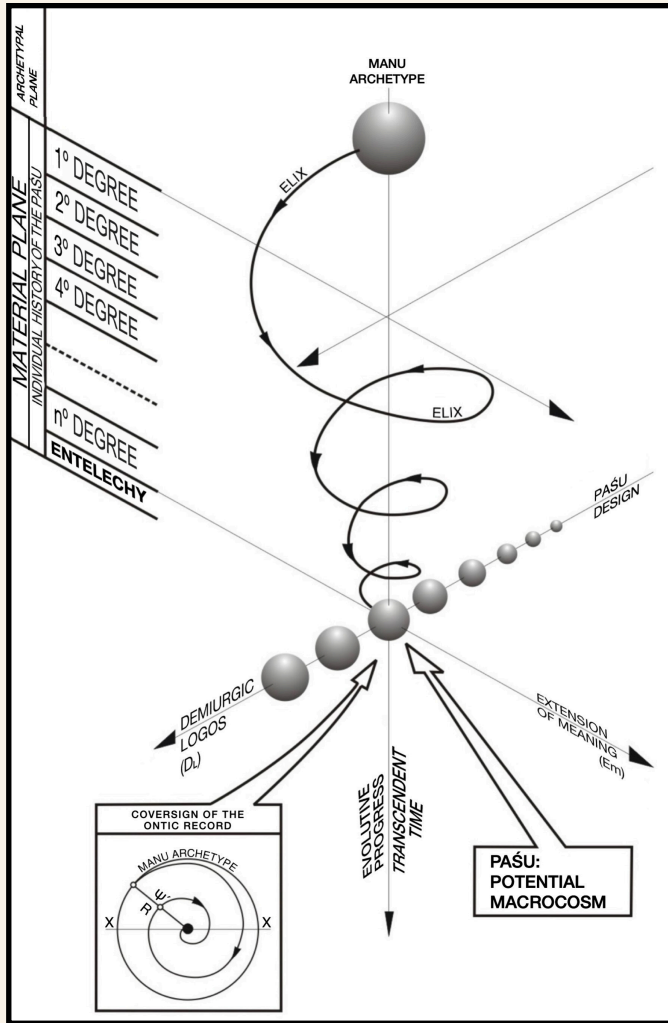 ARCHETYPAL
PLANE
MATERIAL PLANE
INDIVIDUAL HISTORY OF THE PASU
1º DEGREE
2º DEGREE
3º DEGREE
4º DEGREE
nº DEGREE
ENTELECHY
MANU
ARCHETYPE
ELIX
ELIX
PAŚU
DESIGN
DEMIURGIC
LOGOS
(DL)
EXTENSION
OF MEANING
(Em)
EVOLUTIVE
PROGRESS
TRANSCENDENT
TIME
COVERSIGN OF THE
ONTIC RECORD
MANU ARCHETYPE
R
X
X
PAŚU:
POTENTIAL
MACROCOSM